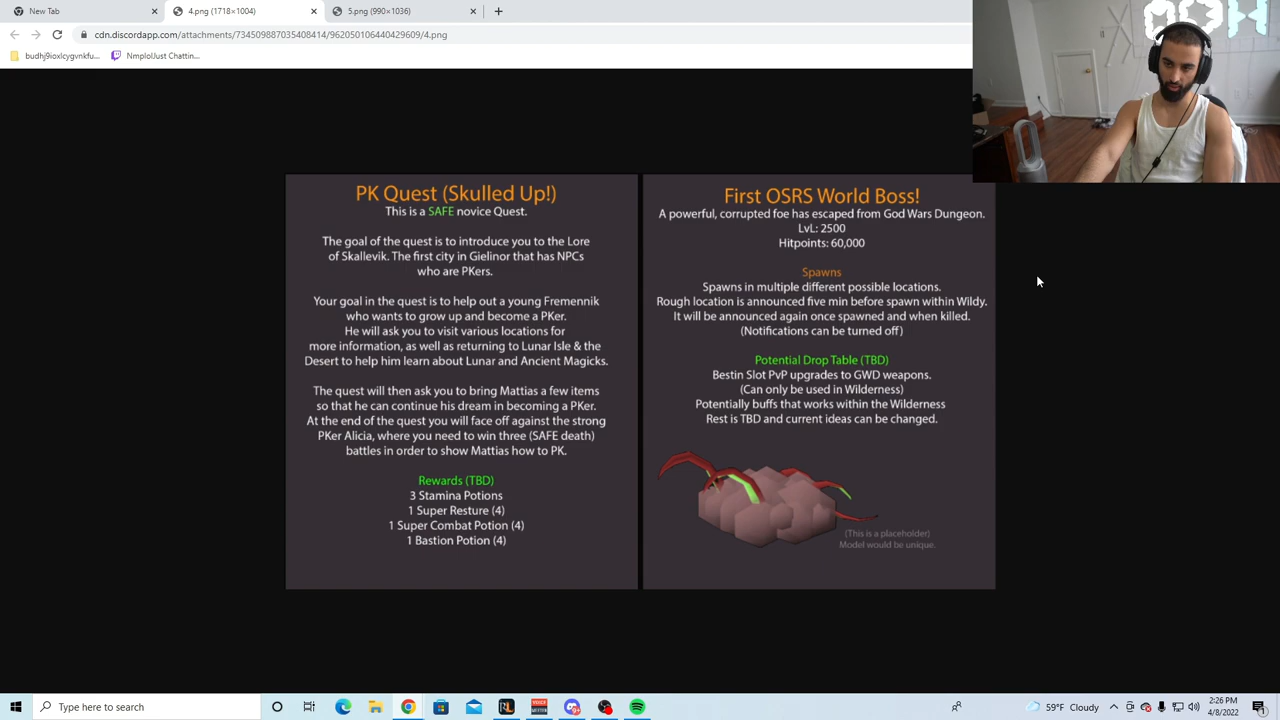 New Tab
4.png (1718×1004)
5.png (990×1036)
cdn.discordapp.com/attachments/734509887035408414/962050106440429609/4.png
budhj9ioxlcygvnkfu...
NmplolJust Chattin...
PK Quest (Skulled Up!)
This is a SAFE novice Quest.
The goal of the quest is to introduce you to the Lore
of Skallevik. The first city in Gielinor that has NPCs
who are PKers.
Your goal in the quest is to help out a young Fremennik
who wants to grow up and become a PKer.
He will ask you to visit various locations for
more information, as well as returning to Lunar Isle & the
Desert to help him learn about Lunar and Ancient Magicks.
The quest will then ask you to bring Mattias a few items
so that he can continue his dream in becoming a PKer.
At the end of the quest you will face off against the strong
PKer Alicia, where you need to win three (SAFE death)
battles in order to show Mattias how to PK.
Rewards (TBD)
3 Stamina Potions
1 Super Resture (4)
1 Super Combat Potion (4)
1 Bastion Potion (4)
First OSRS World Boss!
A powerful, corrupted foe has escaped from God Wars Dungeon.
LvL: 2500
Hitpoints: 60,000
Spawns
Spawns in multiple different possible locations.
Rough location is announced five min before spawn within Wildy.
It will be announced again once spawned and when killed.
(Notifications can be turned off)
Potential Drop Table (TBD)
Bestin Slot PvP upgrades to GWD weapons.
(Can only be used in Wilderness)
Potentially buffs that works within the Wilderness
Rest is TBD and current ideas can be changed.
(This is a placeholder)
Model would be unique.
Type here to search
59°F Cloudy
2:26 PM
4/8/2022